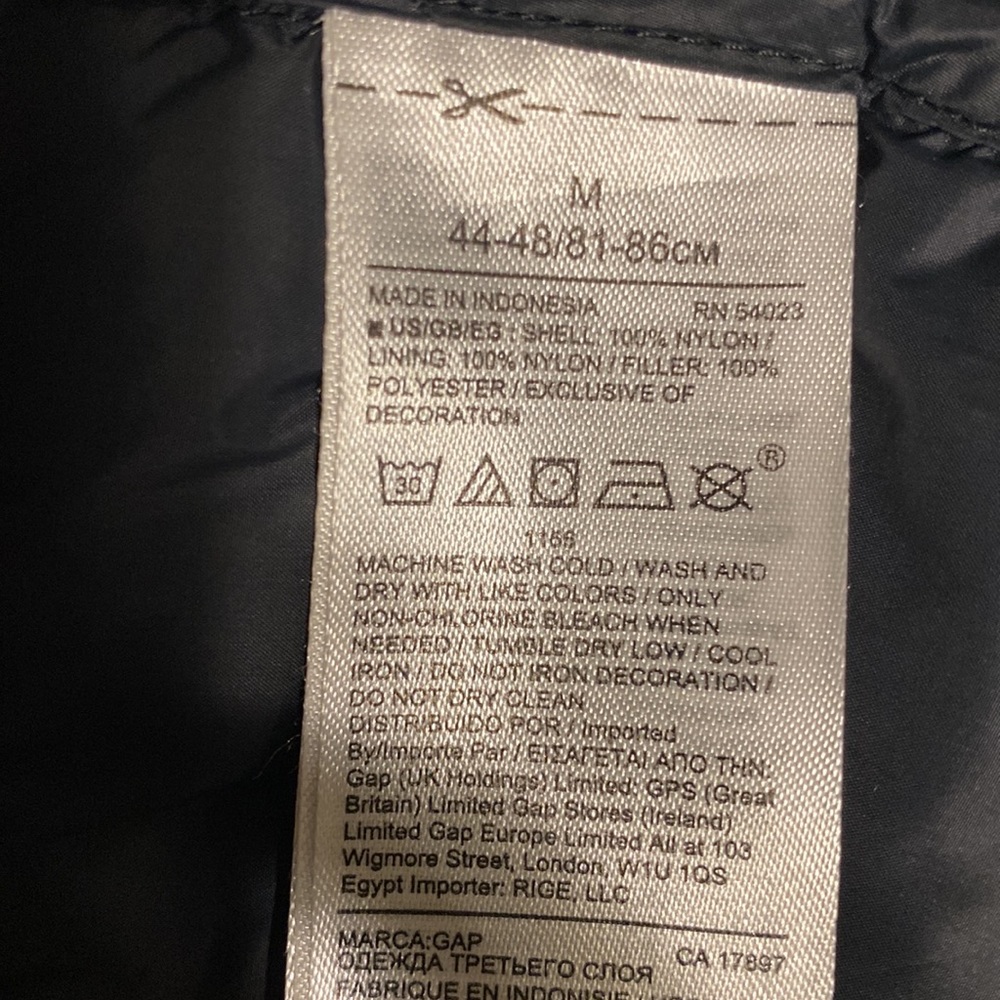 M
44-48/81-86CM
MADE IN INDONESIA RN 54023
US/GB/EG : SHELL 100% NYLON /
LINING: 100% NYLON / FILLER: 100%
POLYESTER / EXCLUSIVE OF
DECORATION
30
®
1156
MACHINE WASH COLD / WASH AND
DRY WITH LIKE COLORS / ONLY
NON-CHLORINE BLEACH WHEN
NEEDED / TUMBLE DRY LOW / COOL
IRON / DO NOT IRON DECORATION /
DO NOT DRY CLEAN
DISTRIBUIDO POR / Imported
By/Importe Par / ΕΙΣΑΓΕΤΑΙ ΑΠΟ ΤΗΝ:
Gap (UK Holdings) Limited: GPS (Great
Britain) Limited Gap Stores (Ireland)
Limited Gap Europe Limited All at 103
Wigmore Street, London, W1U 1QS
Egypt Importer: RIGE, LLC
MARCA:GAP CA 17897
ОДЕЖДА ТРЕТЬЕГО СЛОЯ
FABRIQUE EN INDONISIE